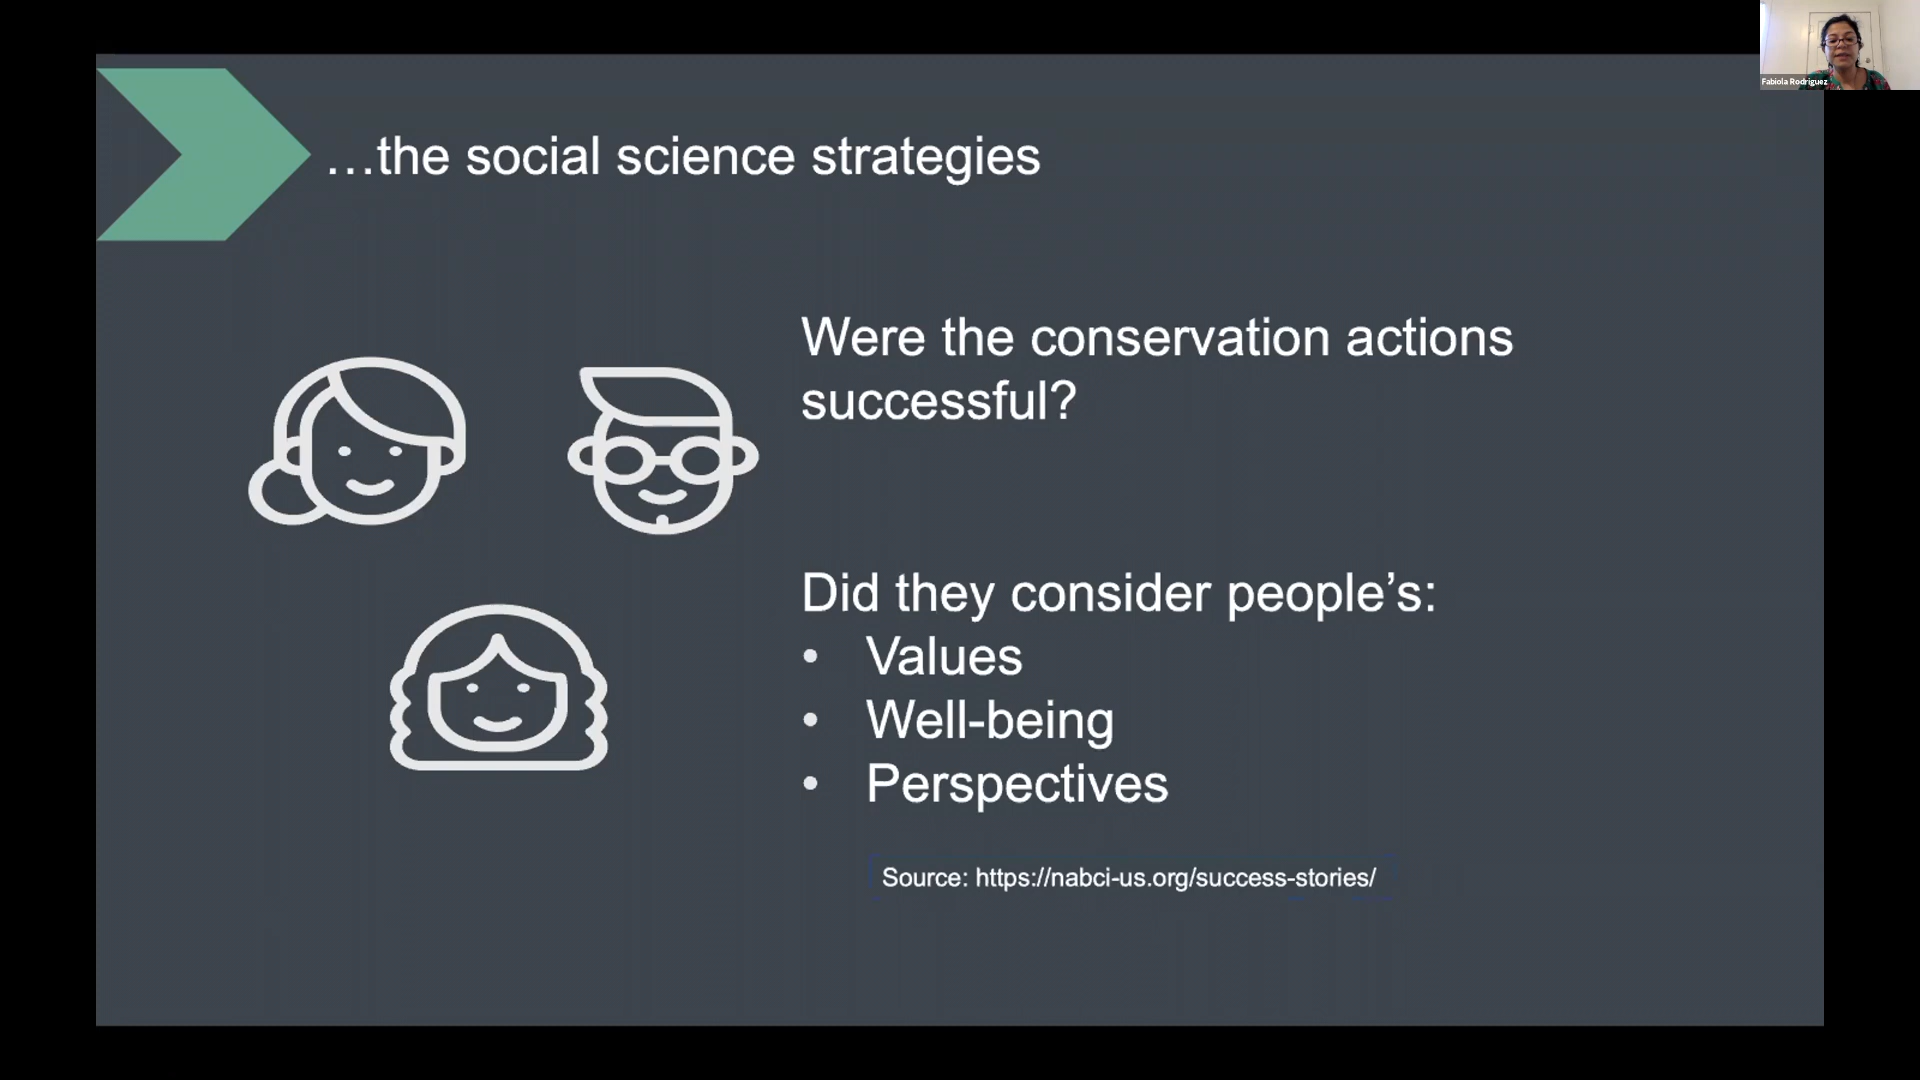 Fabiola Rodriguez
…the social science strategies
Were the conservation actions
successful?
Did they consider people’s:
• Values
• Well-being
• Perspectives
Source: https://nabci-us.org/success-stories/